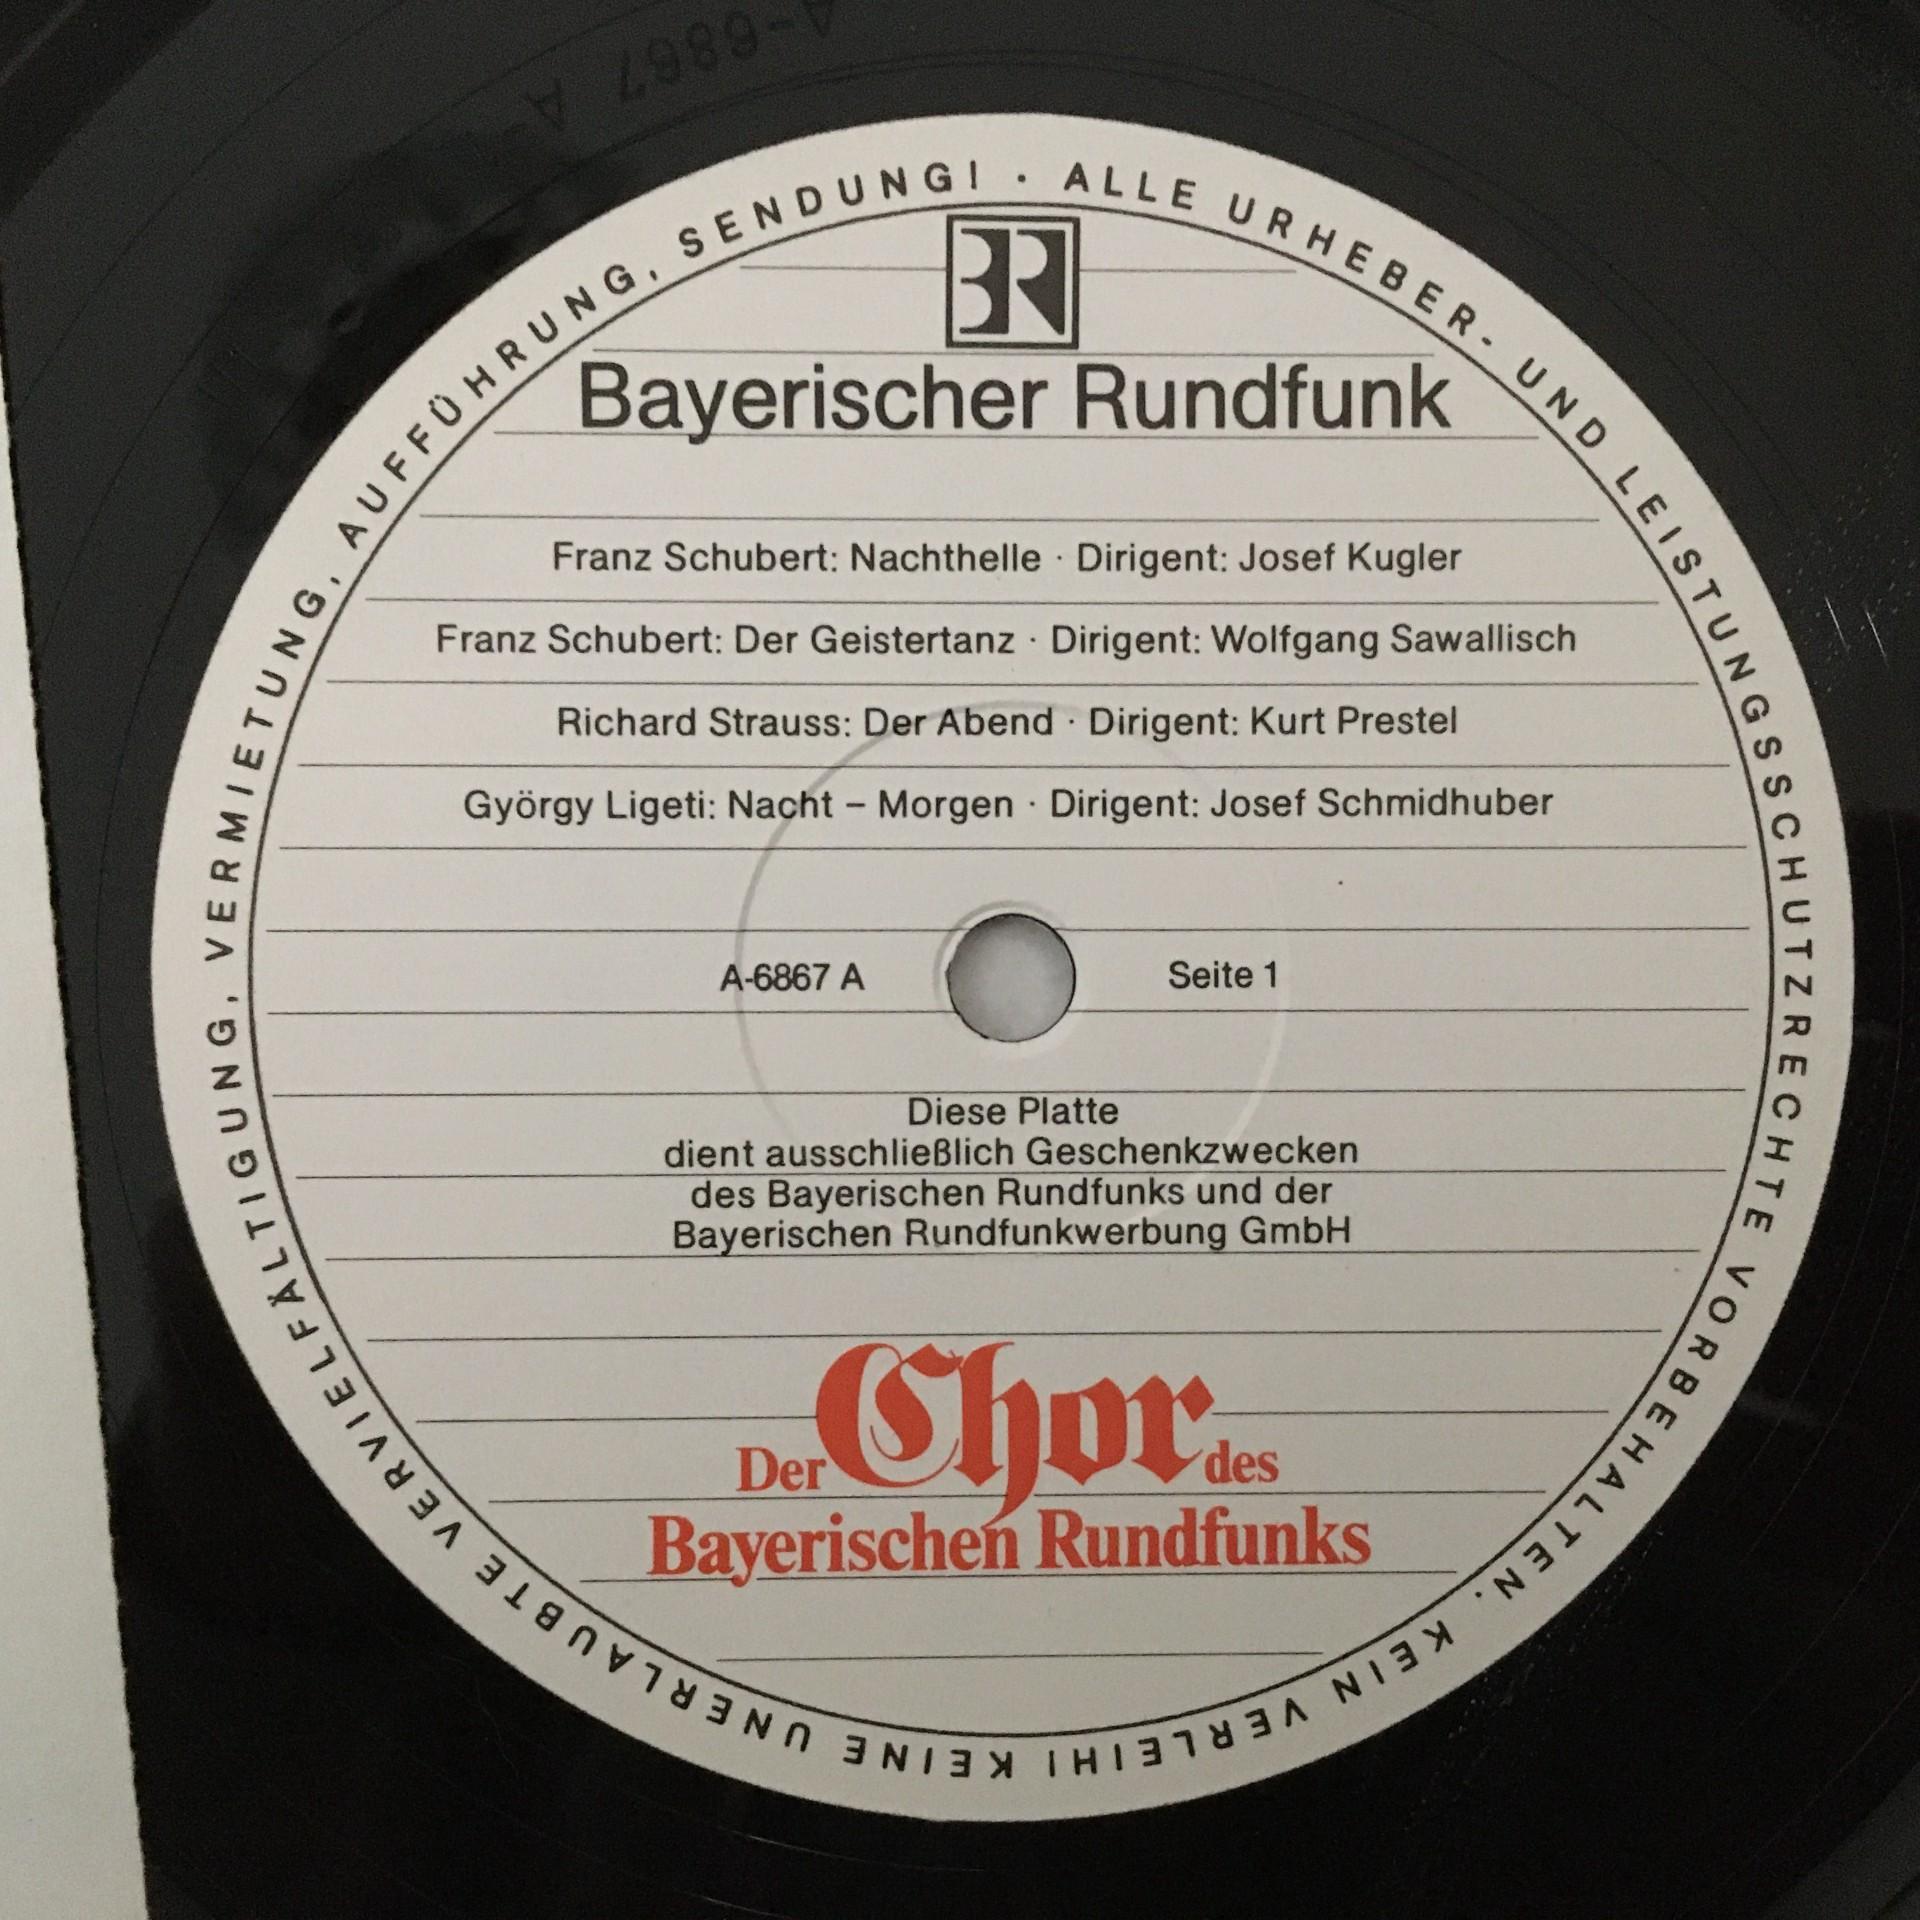 A-6867 A
ALLE URHEBER- UND LEISTUNGSSCHUTZRECHTE VORBEHALTEN. KEIN VERLEIH! KEINE UNERLAUBTE VERVIELFÄLTIGUNG, VERMIETUNG, AUFFÜHRUNG, SENDUNG! ·
BR
Bayerischer Rundfunk
Franz Schubert: Nachthelle · Dirigent: Josef Kugler
Franz Schubert: Der Geistertanz · Dirigent: Wolfgang Sawallisch
Richard Strauss: Der Abend · Dirigent: Kurt Prestel
György Ligeti: Nacht – Morgen · Dirigent: Josef Schmidhuber
A-6867 A Seite 1
Diese Platte
dient ausschließlich Geschenkzwecken
des Bayerischen Rundfunks und der
Bayerischen Rundfunkwerbung GmbH
Der Chor des
Bayerischen Rundfunks